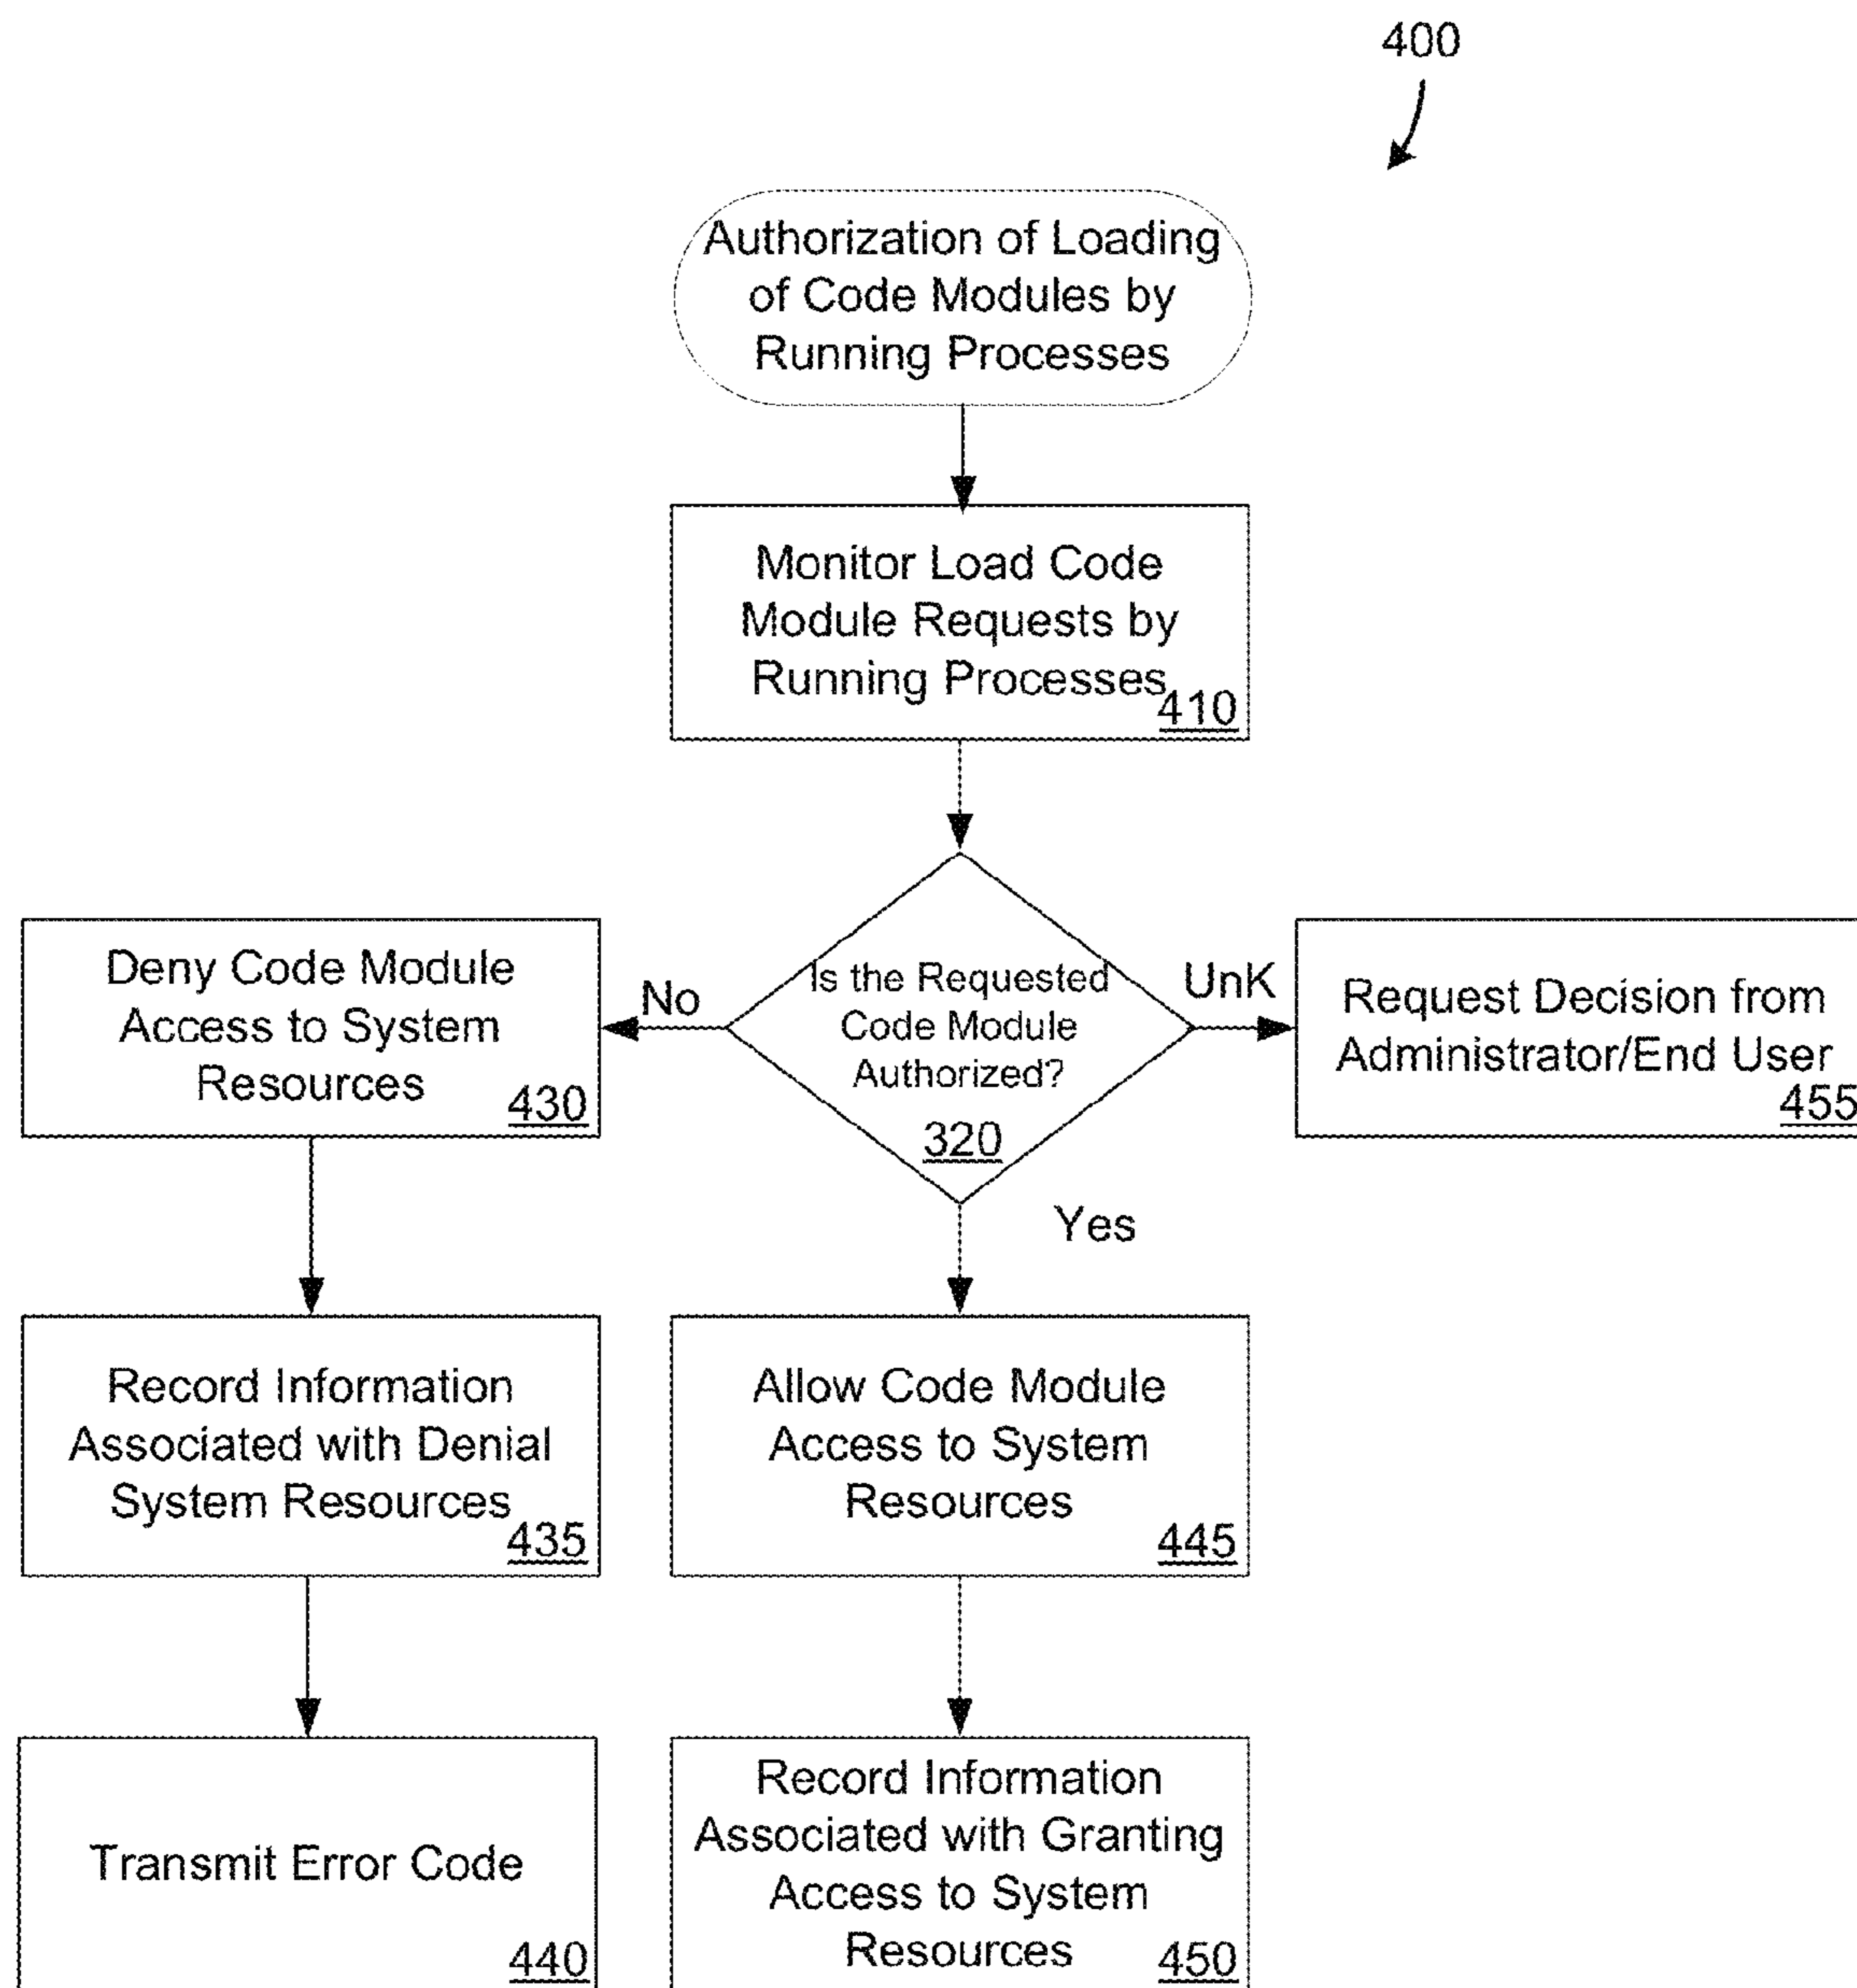 400
Authorization of Loading
of Code Modules by
Running Processes
Monitor Load Code
Module Requests by
Running Processes
410
Is the Requested
Code Module
Authorized?
320
No
UnK
Yes
Deny Code Module
Access to System
Resources
430
Request Decision from
Administrator/End User
455
Record Information
Associated with Denial
System Resources
435
Allow Code Module
Access to System
Resources
445
Transmit Error Code
440
Record Information
Associated with Granting
Access to System
Resources
450